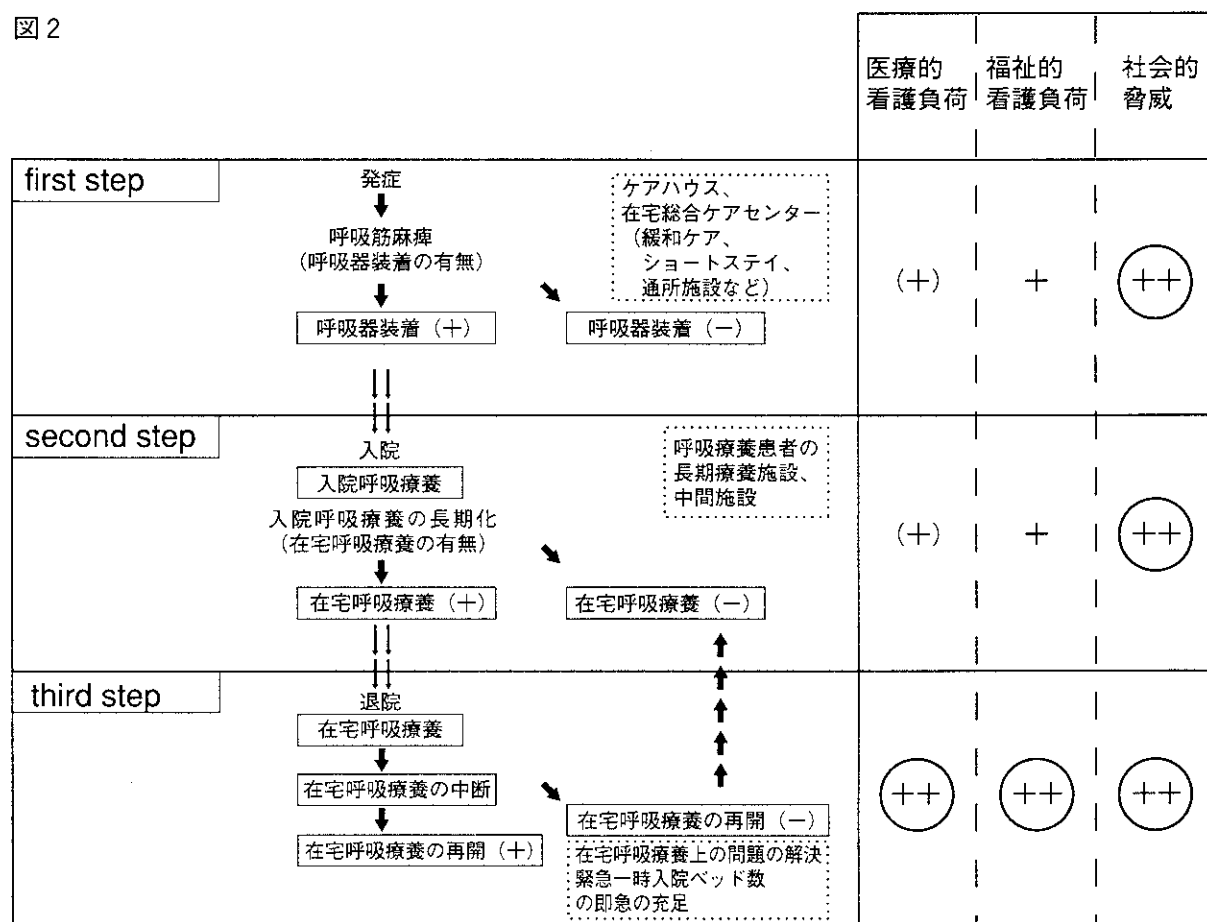 図2
医療的
看護負荷
福祉的
看護負荷
社会的
脅威
first step
発症
呼吸筋麻痺
(呼吸器装着の有無)
呼吸器装着（＋）
呼吸器装着（－）
ケアハウス、
在宅総合ケアセンター
（緩和ケア、
ショートステイ、
通所施設など）
(＋)
＋
＋＋
second step
入院
入院呼吸療養
入院呼吸療養の長期化
(在宅呼吸療養の有無)
在宅呼吸療養（＋）
在宅呼吸療養（－）
呼吸療養患者の
長期療養施設、
中間施設
(＋)
＋
＋＋
third step
退院
在宅呼吸療養
在宅呼吸療養の中断
在宅呼吸療養の再開（＋）
在宅呼吸療養の再開（－）
在宅呼吸療養上の問題の解決
緊急一時入院ベッド数
の即急の充足
＋＋
＋＋
＋＋